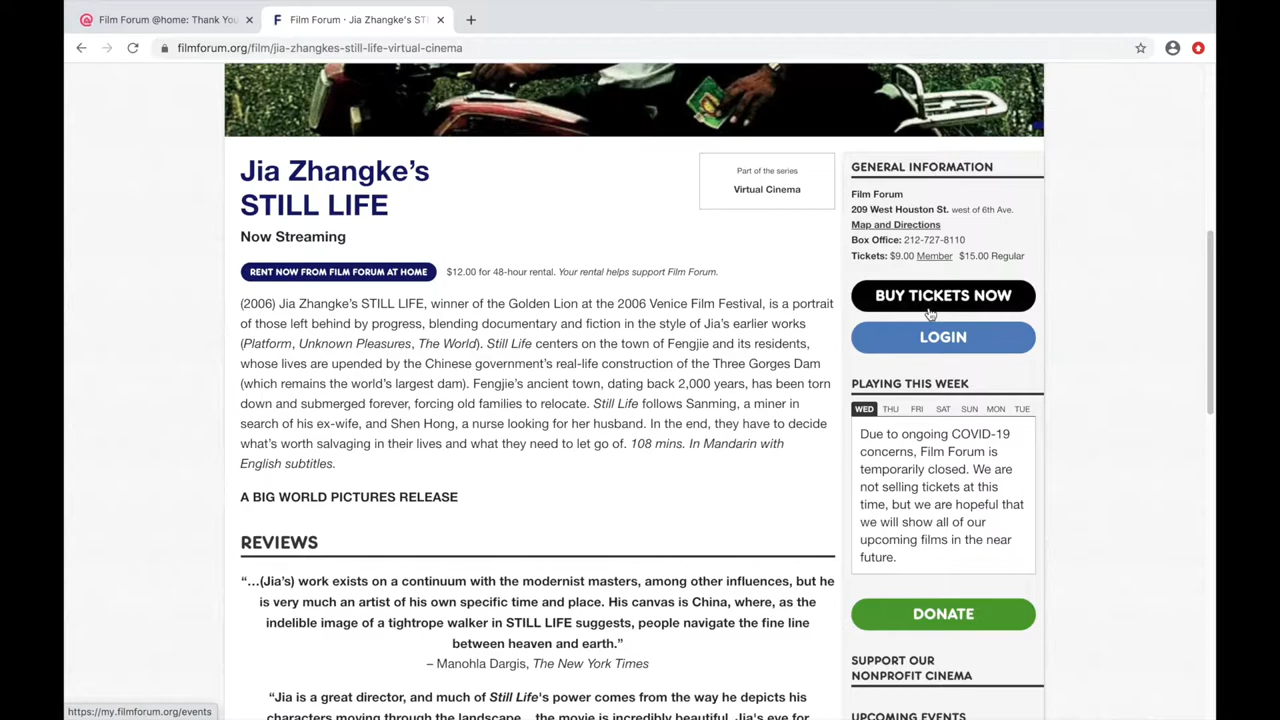 Film Forum @home: Thank You
Film Forum · Jia Zhangke's ST
filmforum.org/film/jia-zhangkes-still-life-virtual-cinema
Jia Zhangke's
STILL LIFE
Part of the series
Virtual Cinema
Now Streaming
RENT NOW FROM FILM FORUM AT HOME
$12.00 for 48-hour rental. Your rental helps support Film Forum.
(2006) Jia Zhangke's STILL LIFE, winner of the Golden Lion at the 2006 Venice Film Festival, is a portrait
of those left behind by progress, blending documentary and fiction in the style of Jia's earlier works
(Platform, Unknown Pleasures, The World). Still Life centers on the town of Fengjie and its residents,
whose lives are upended by the Chinese government's real-life construction of the Three Gorges Dam
(which remains the world's largest dam). Fengjie's ancient town, dating back 2,000 years, has been torn
down and submerged forever, forcing old families to relocate. Still Life follows Sanming, a miner in
search of his ex-wife, and Shen Hong, a nurse looking for her husband. In the end, they have to decide
what's worth salvaging in their lives and what they need to let go of. 108 mins. In Mandarin with
English subtitles.
A BIG WORLD PICTURES RELEASE
REVIEWS
“…(Jia's) work exists on a continuum with the modernist masters, among other influences, but he
is very much an artist of his own specific time and place. His canvas is China, where, as the
indelible image of a tightrope walker in STILL LIFE suggests, people navigate the fine line
between heaven and earth.”
– Manohla Dargis, The New York Times
“Jia is a great director, and much of Still Life's power comes from the way he depicts his
characters moving through the landscape...the movie is incredibly beautiful. Jia's eye for
GENERAL INFORMATION
Film Forum
209 West Houston St. west of 6th Ave.
Map and Directions
Box Office: 212-727-8110
Tickets: $9.00 Member $15.00 Regular
BUY TICKETS NOW
LOGIN
PLAYING THIS WEEK
WED THU FRI SAT SUN MON TUE
Due to ongoing COVID-19
concerns, Film Forum is
temporarily closed. We are
not selling tickets at this
time, but we are hopeful that
we will show all of our
upcoming films in the near
future.
DONATE
SUPPORT OUR
NONPROFIT CINEMA
UPCOMING EVENTS
https://my.filmforum.org/events